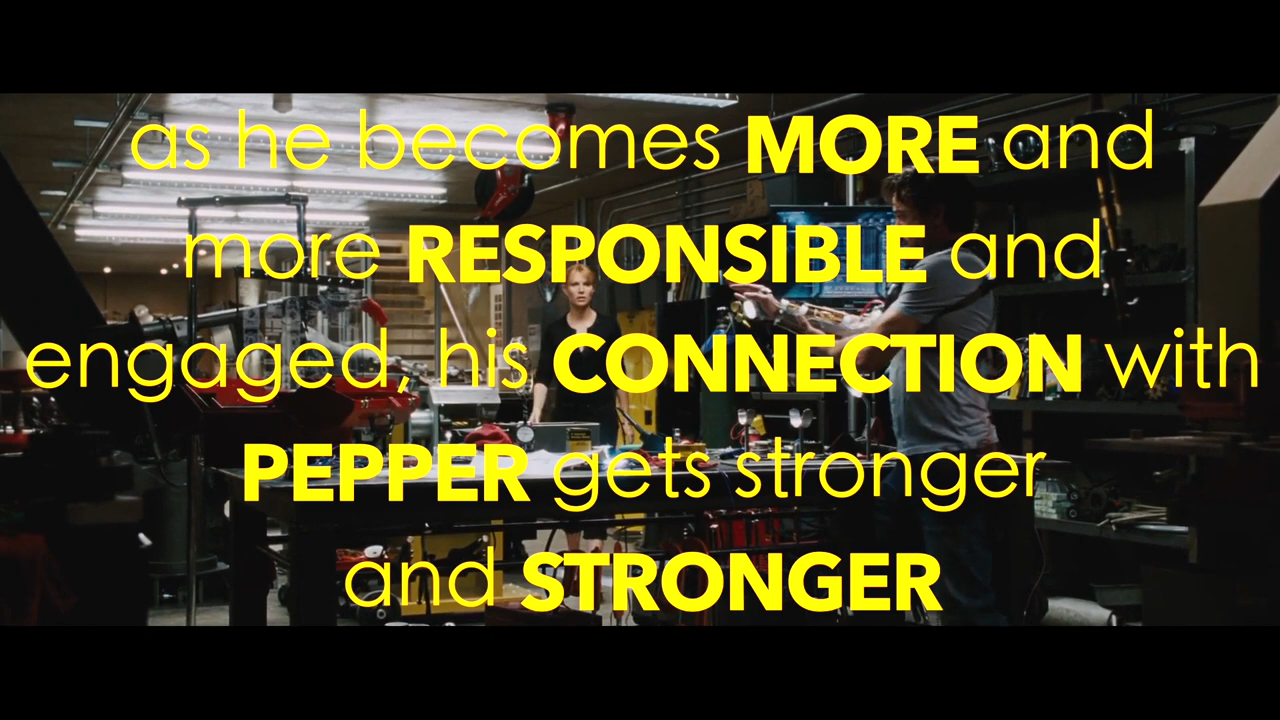 as he becomes MORE and
more RESPONSIBLE and
engaged, his CONNECTION with
PEPPER gets stronger
and STRONGER